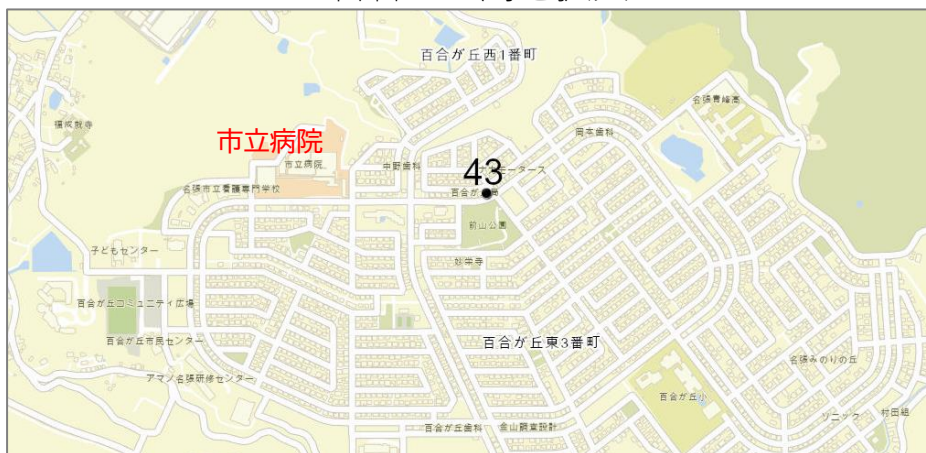 百合が丘西1番町
名張青峰高
福成就寺
岡本歯科
市立病院
市立病院
中野歯科
モータース
43
名張市立看護専門学校
百合が丘
前山公園
子どもセンター
妙栄寺
百合が丘コミュニティ広場
百合が丘東3番町
百合が丘市民センター
名張みのりの丘
アマノ名張研修センター
百合が丘小
ソニック
村田組
百合が丘歯科
金山調査設計